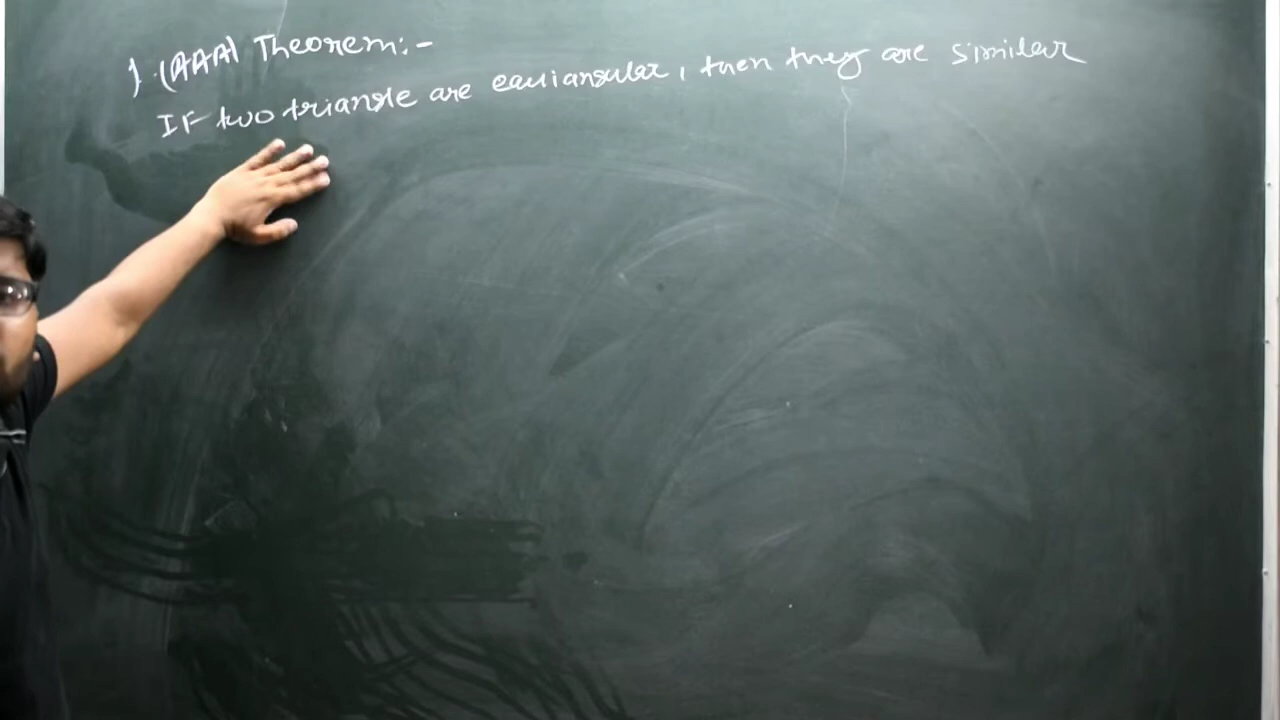 1. (AAA) Theorem:-
If two triangle are equiangular, then they are similar